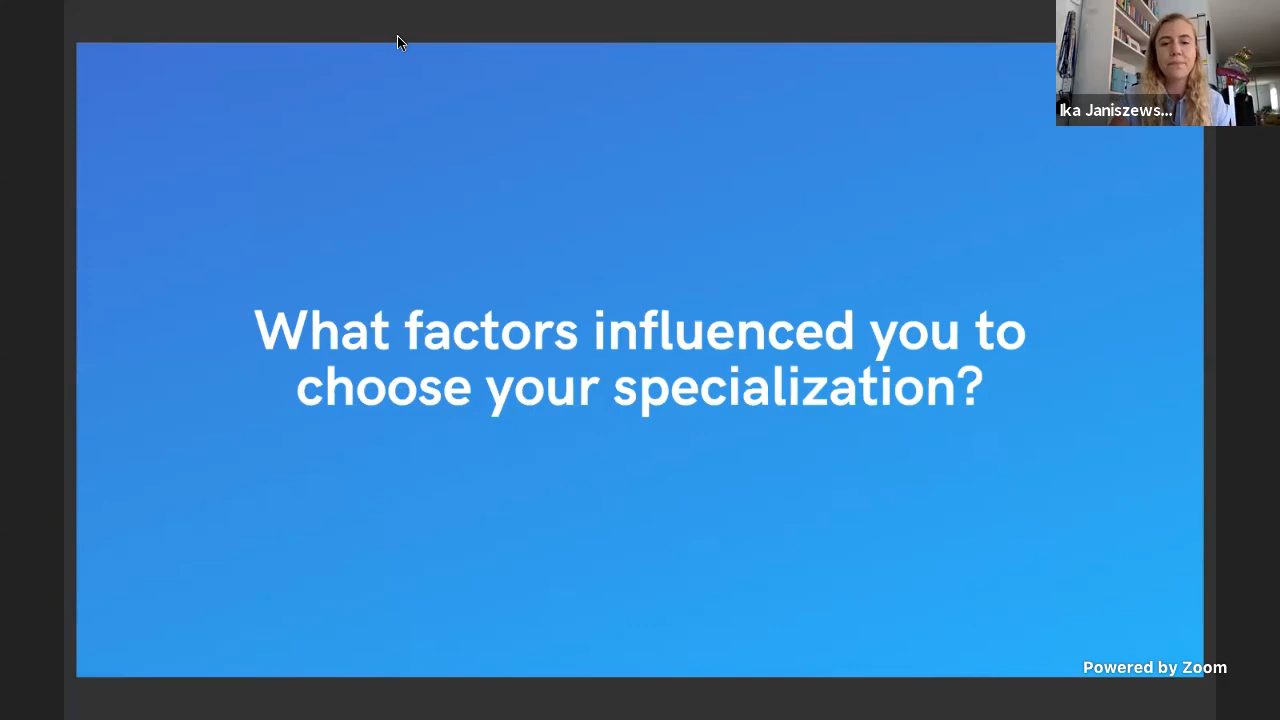 Ika Janiszews...
What factors influenced you to
choose your specialization?
Powered by Zoom